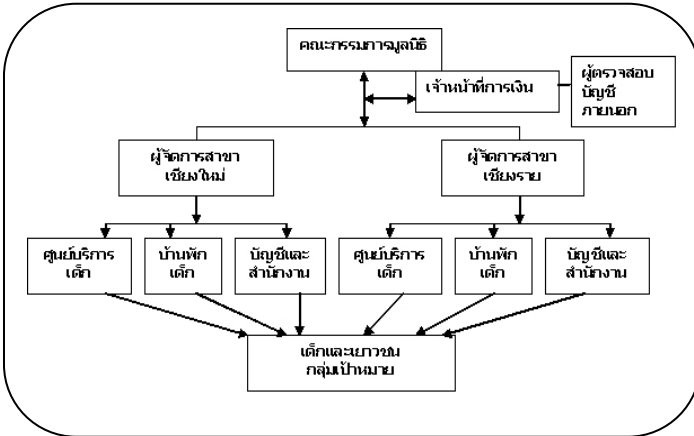 คณะกรรมการมูลนิธิ
เจ้าหน้าที่การเงิน
ผู้ตรวจสอบ
บัญชี
ภายนอก
ผู้จัดการสาขา
เชียงใหม่
ผู้จัดการสาขา
เชียงราย
ศูนย์บริการ
เด็ก
บ้านพัก
เด็ก
บัญชีและ
สำนักงาน
ศูนย์บริการ
เด็ก
บ้านพัก
เด็ก
บัญชีและ
สำนักงาน
เด็กและเยาวชน
กลุ่มเป้าหมาย